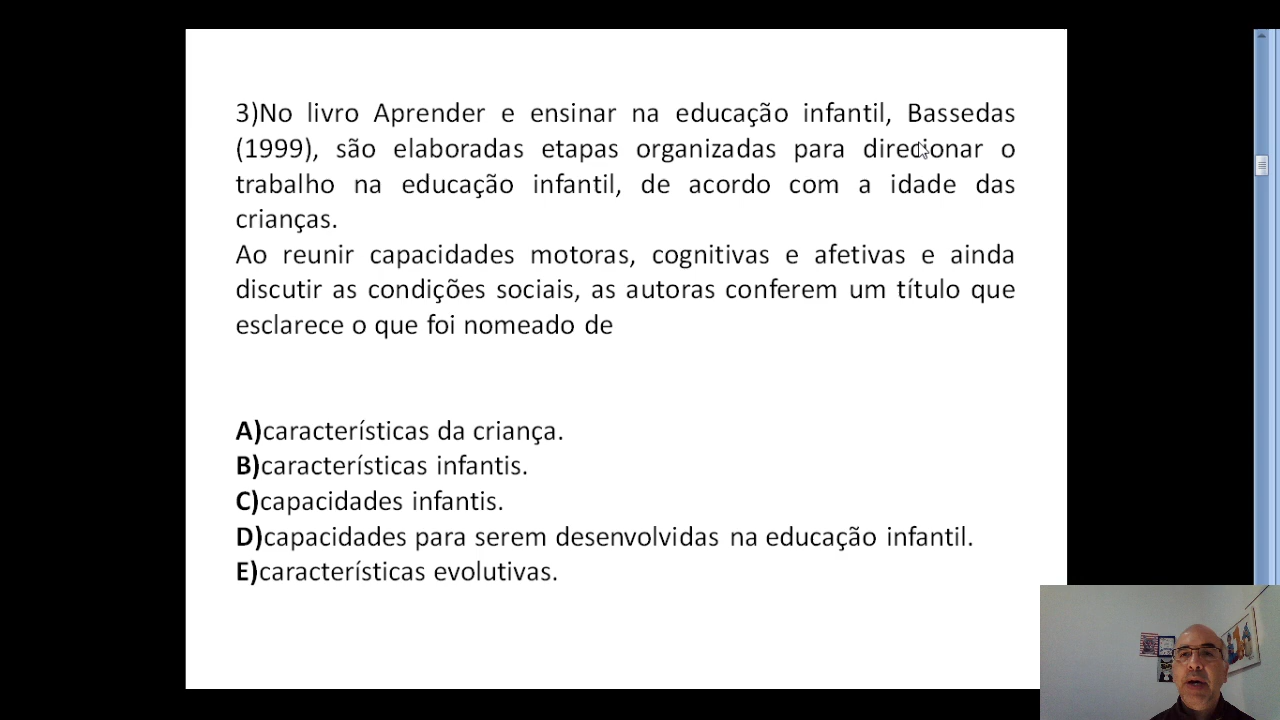 3)No livro Aprender e ensinar na educação infantil, Bassedas
(1999), são elaboradas etapas organizadas para direcionar o
trabalho na educação infantil, de acordo com a idade das
crianças.
Ao reunir capacidades motoras, cognitivas e afetivas e ainda
discutir as condições sociais, as autoras conferem um título que
esclarece o que foi nomeado de
A)características da criança.
B)características infantis.
C)capacidades infantis.
D)capacidades para serem desenvolvidas na educação infantil.
E)características evolutivas.